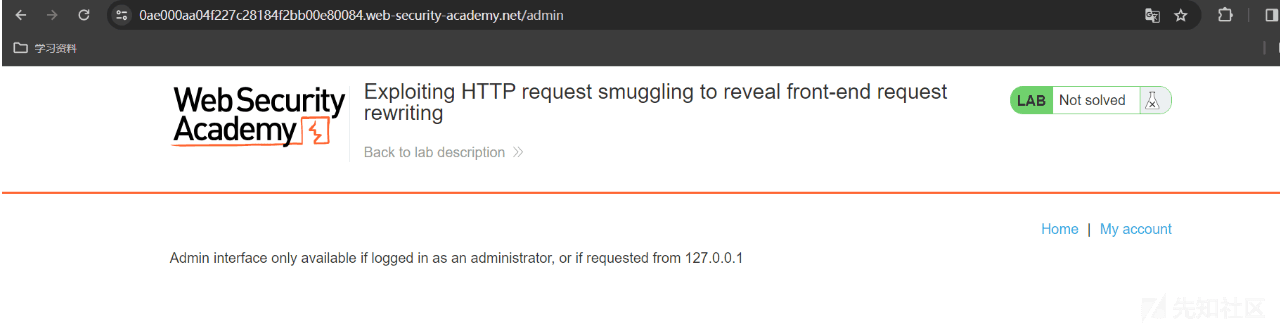 0ae000aa04f227c28184f2bb00e80084.web-security-academy.net/admin
学习资料
Web Security
Academy
Exploiting HTTP request smuggling to reveal front-end request
rewriting
Back to lab description
LAB Not solved
Home | My account
Admin interface only available if logged in as an administrator, or if requested from 127.0.0.1
先知社区